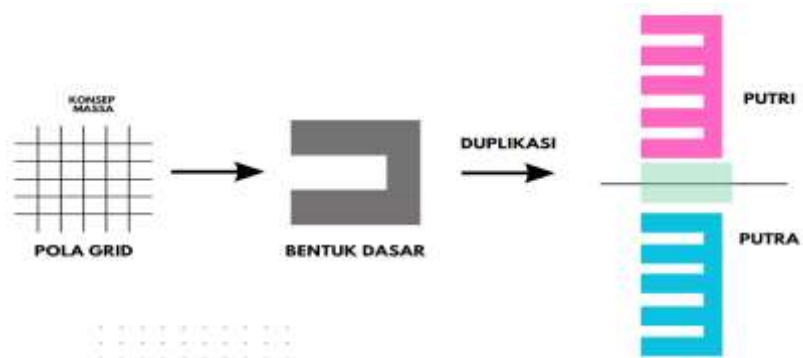 KONSEP
MASSA
POLA GRID
BENTUK DASAR
DUPLIKASI
PUTRI
PUTRA